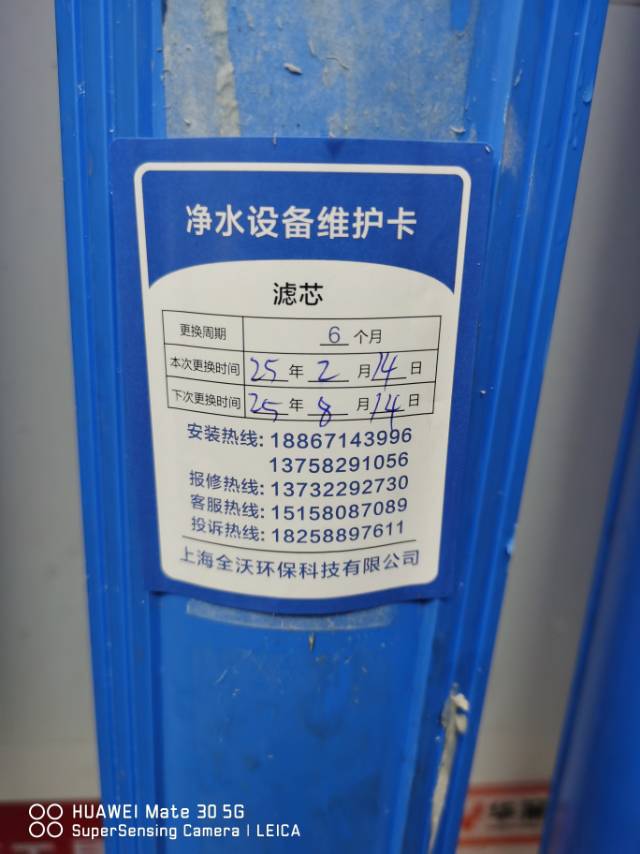 净水设备维护卡
滤芯
更换周期 6 个月
本次更换时间 25 年 2 月 14 日
下次更换时间 25 年 8 月 14 日
安装热线: 18867143996
13758291056
报修热线: 13732292730
客服热线: 15158087089
投诉热线: 18258897611
上海全沃环保科技有限公司
HUAWEI Mate 30 5G
SuperSensing Camera | LEICA